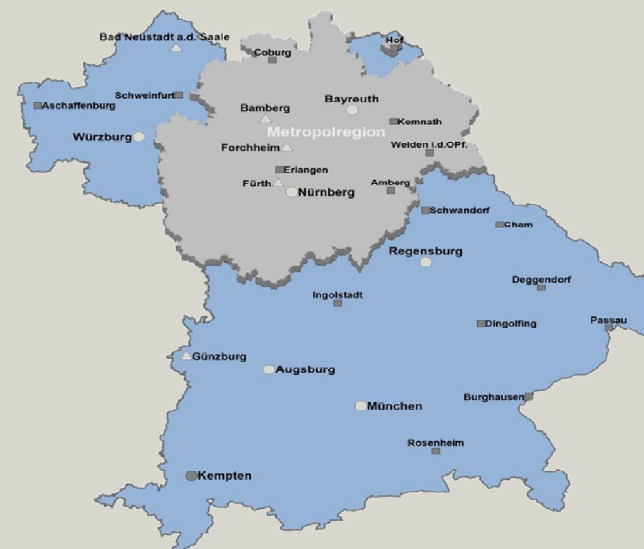 Bad Neustadt a.d. Saale
Hof
Coburg
Schweinfurt
Aschaffenburg
Bamberg
Bayreuth
Kemnath
Metropolregion
Würzburg
Forchheim
Weiden i.d.OPf.
Erlangen
Fürth
Nürnberg
Amberg
Schwandorf
Cham
Regensburg
Deggendorf
Ingolstadt
Dingolfing
Passau
Günzburg
Augsburg
München
Burghausen
Rosenheim
Kempten